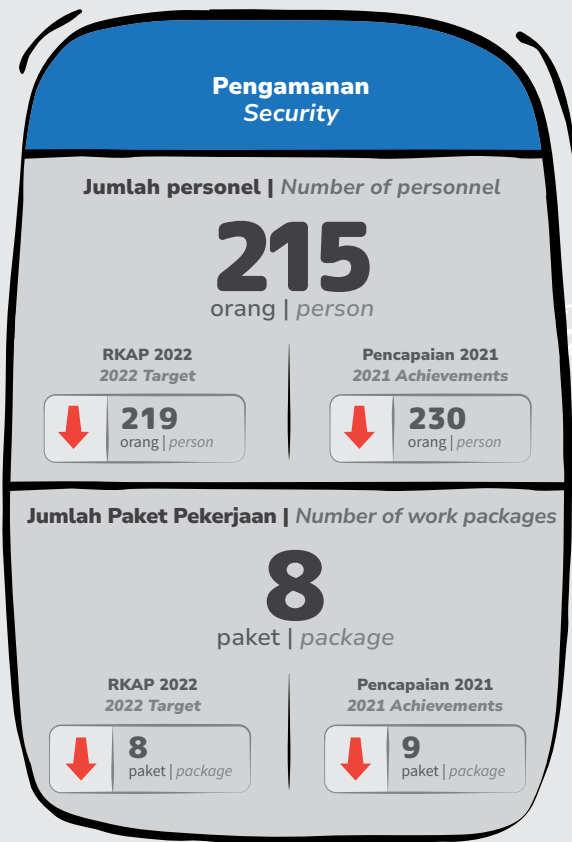 Pengamanan
Security
Jumlah personel | Number of personnel
215
orang | person
RKAP 2022
2022 Target
219
orang | person
Pencapaian 2021
2021 Achievements
230
orang | person
Jumlah Paket Pekerjaan | Number of work packages
8
paket | package
RKAP 2022
2022 Target
8
paket | package
Pencapaian 2021
2021 Achievements
9
paket | package